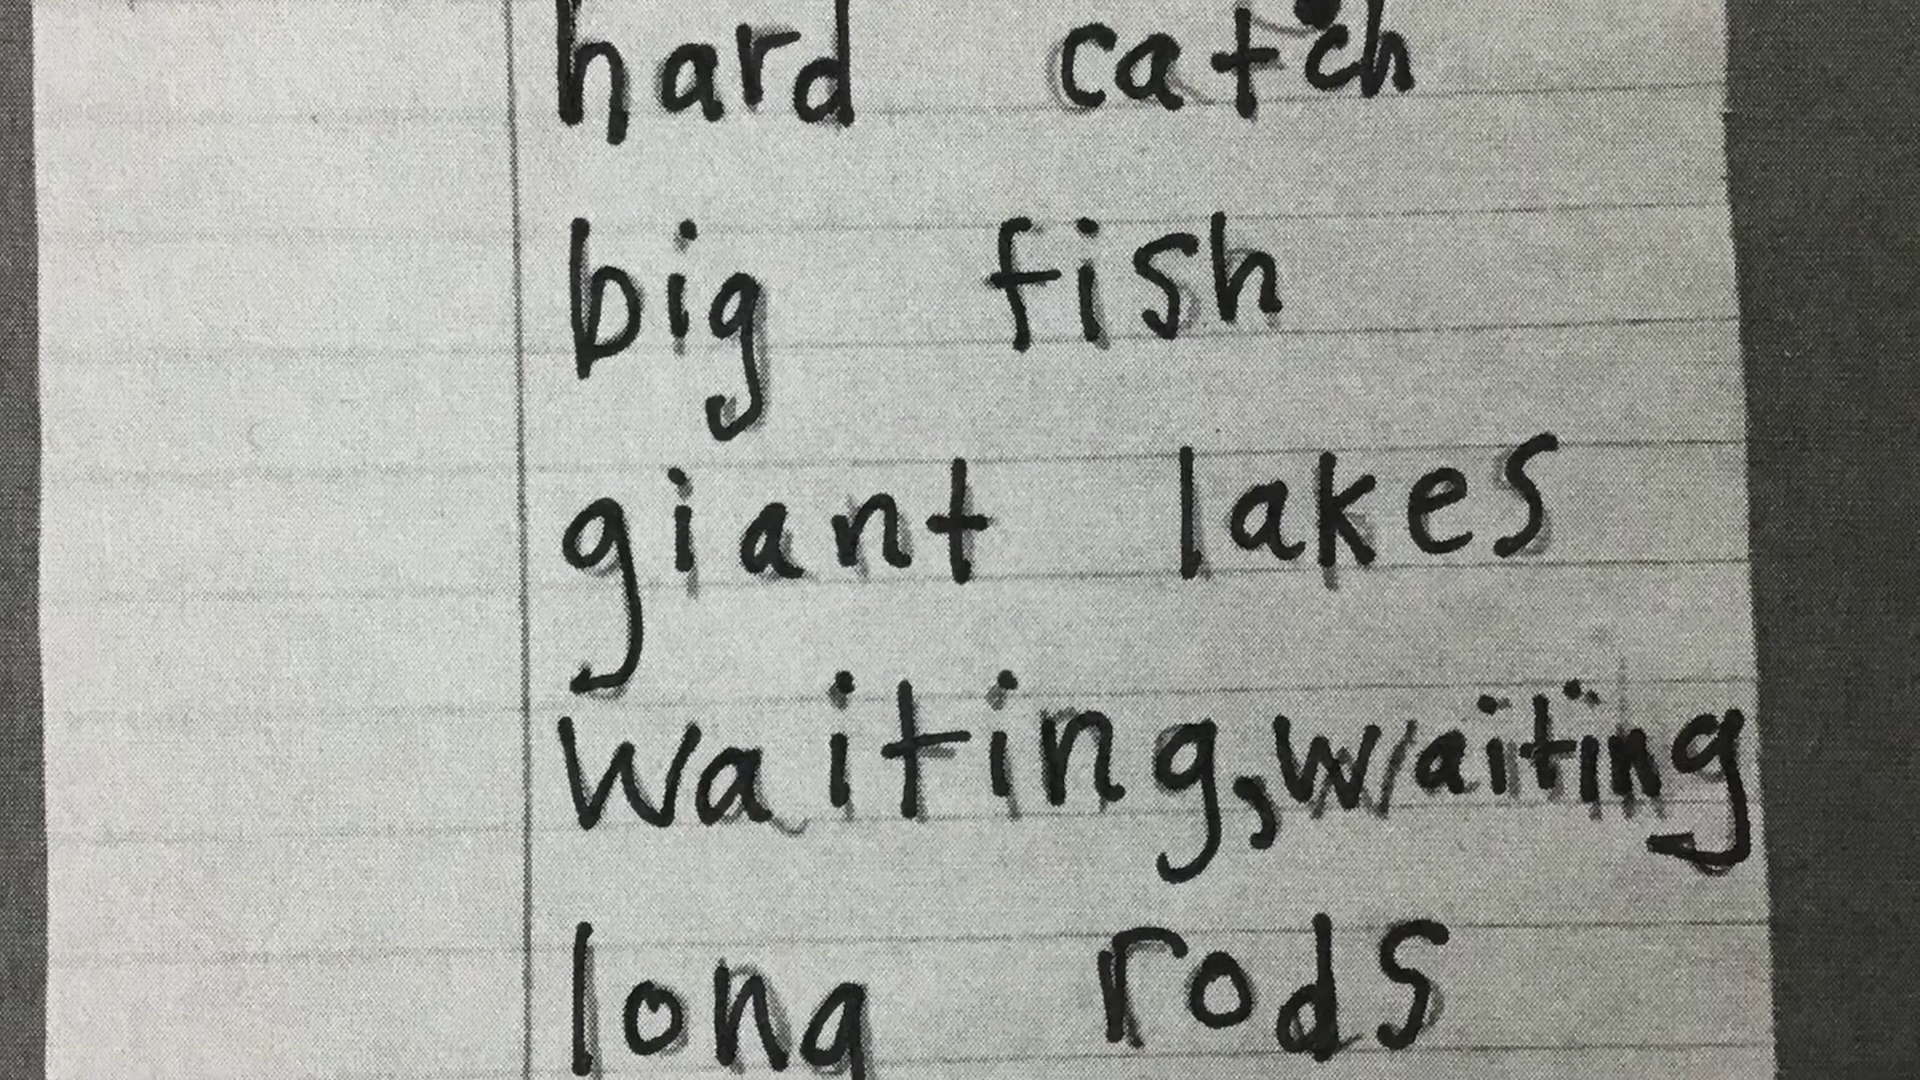 hard catch
big fish
giant lakes
waiting, waiting
long rods